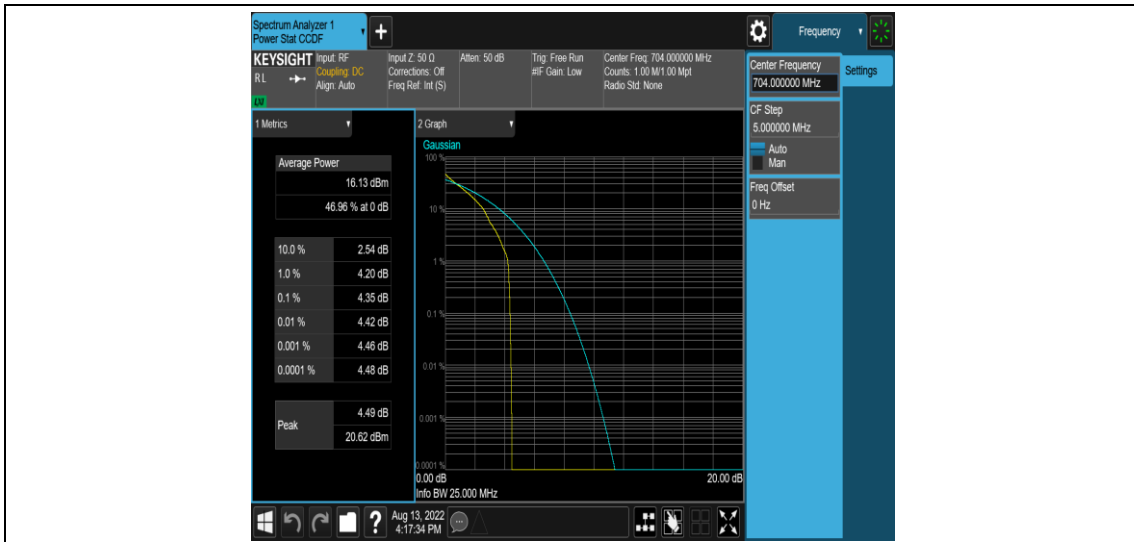 Spectrum Analyzer 1
Power Stat CCDF
+
Frequency
KEYSIGHT
RL
LXI
Input: RF
Coupling: DC
Align: Auto
Input Z: 50 Ω
Corrections: Off
Freq Ref: Int (S)
Atten: 50 dB
Trig: Free Run
#IF Gain: Low
Center Freq: 704.000000 MHz
Counts: 1.00 M/1.00 Mpt
Radio Std: None
Center Frequency
704.000000 MHz
Settings
CF Step
5.000000 MHz
Auto
Man
Freq Offset
0 Hz
1 Metrics
Average Power
16.13 dBm
46.96 % at 0 dB
10.0 % 2.54 dB
1.0 % 4.20 dB
0.1 % 4.35 dB
0.01 % 4.42 dB
0.001 % 4.46 dB
0.0001 % 4.48 dB
Peak
4.49 dB
20.62 dBm
2 Graph
Gaussian
100 %
10 %
1 %
0.1 %
0.01 %
0.001 %
0.0001 %
0.00 dB 20.00 dB
Info BW 25.000 MHz
?
Aug 13, 2022
4:17:34 PM